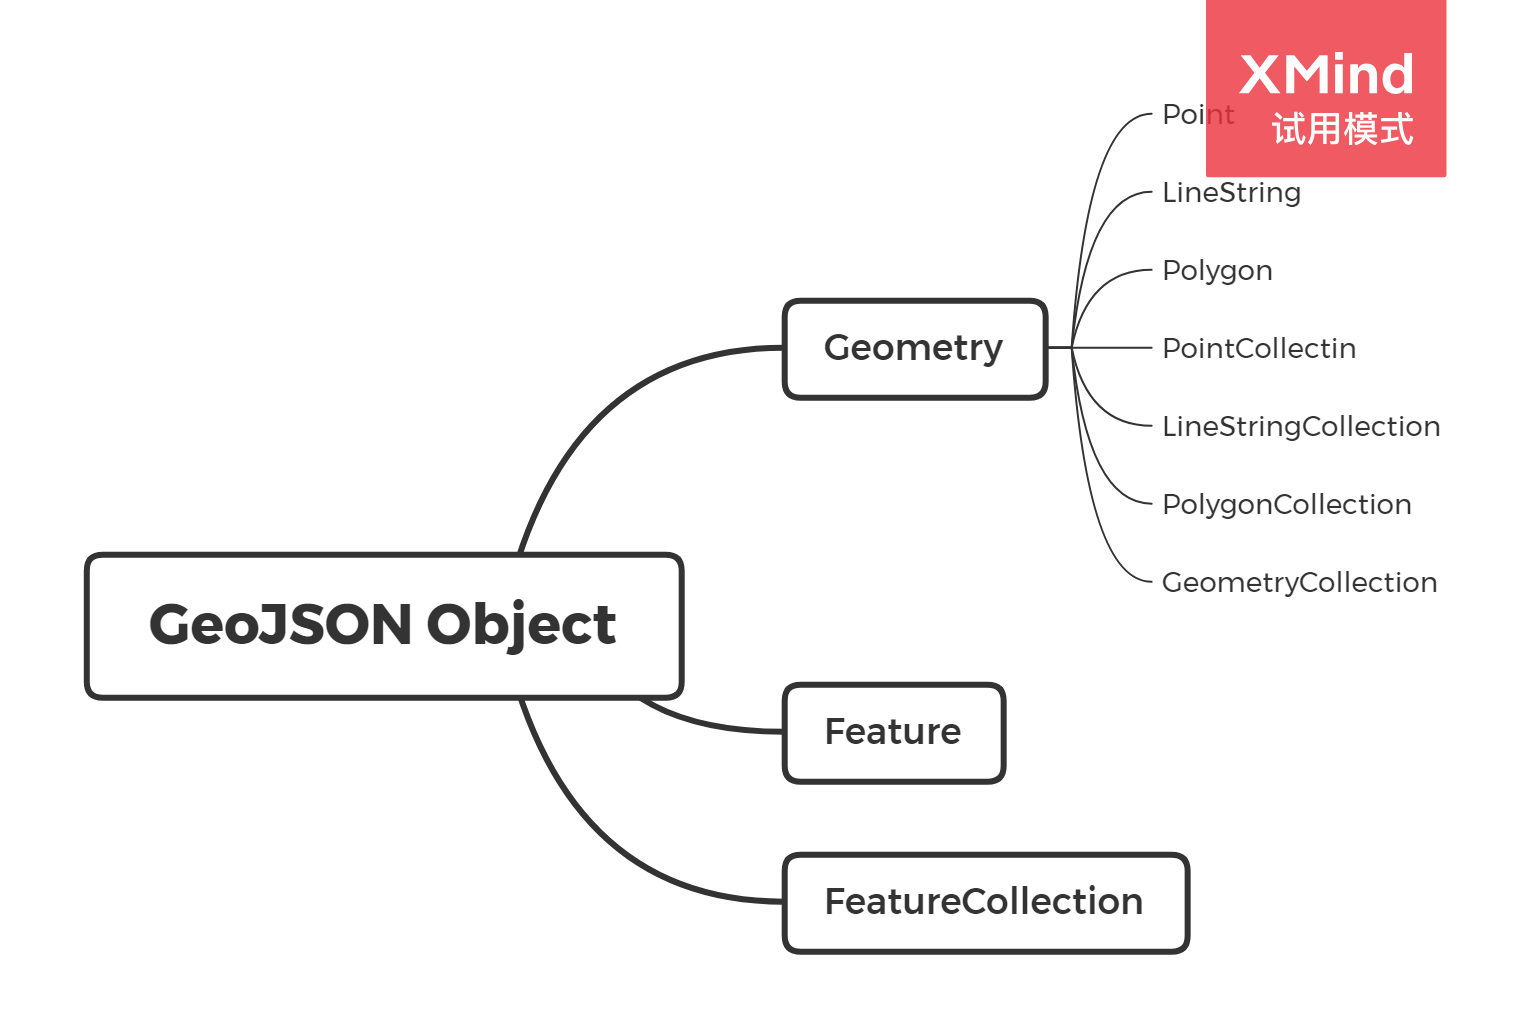 XMind
试用模式
Point
LineString
Polygon
Geometry
PointCollectin
LineStringCollection
PolygonCollection
GeometryCollection
GeoJSON Object
Feature
FeatureCollection